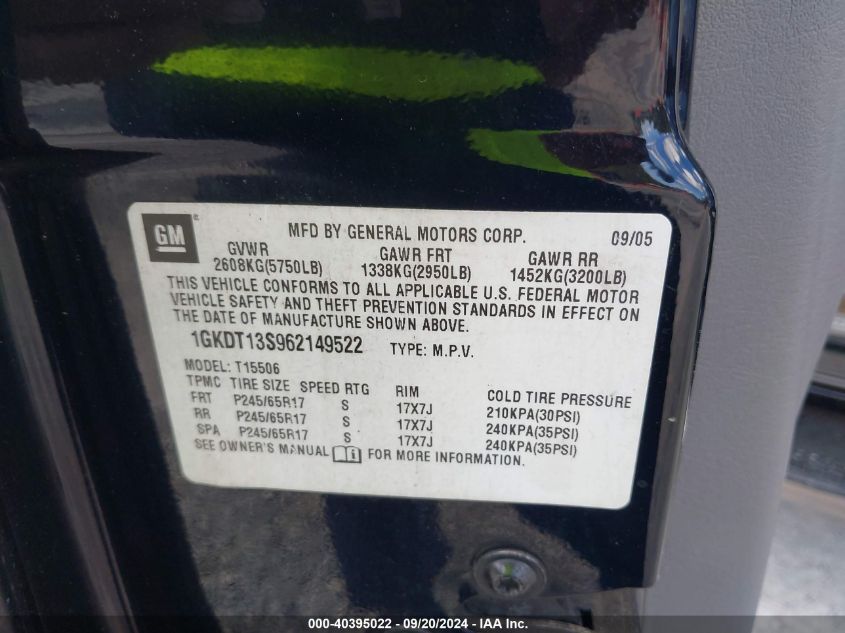 GM ®
MFD BY GENERAL MOTORS CORP. 09/05
GVWR GAWR FRT GAWR RR
2608KG(5750LB) 1338KG(2950LB) 1452KG(3200LB)
THIS VEHICLE CONFORMS TO ALL APPLICABLE U.S. FEDERAL MOTOR
VEHICLE SAFETY AND THEFT PREVENTION STANDARDS IN EFFECT ON
THE DATE OF MANUFACTURE SHOWN ABOVE.
1GKDT13S962149522 TYPE: M.P.V.
MODEL: T15506
TPMC TIRE SIZE SPEED RTG RIM COLD TIRE PRESSURE
FRT P245/65R17 S 17X7J 210KPA(30PSI)
RR P245/65R17 S 17X7J 240KPA(35PSI)
SPA P245/65R17 S 17X7J 240KPA(35PSI)
SEE OWNER'S MANUAL FOR MORE INFORMATION.
000-40395022 - 09/20/2024 - IAA Inc.